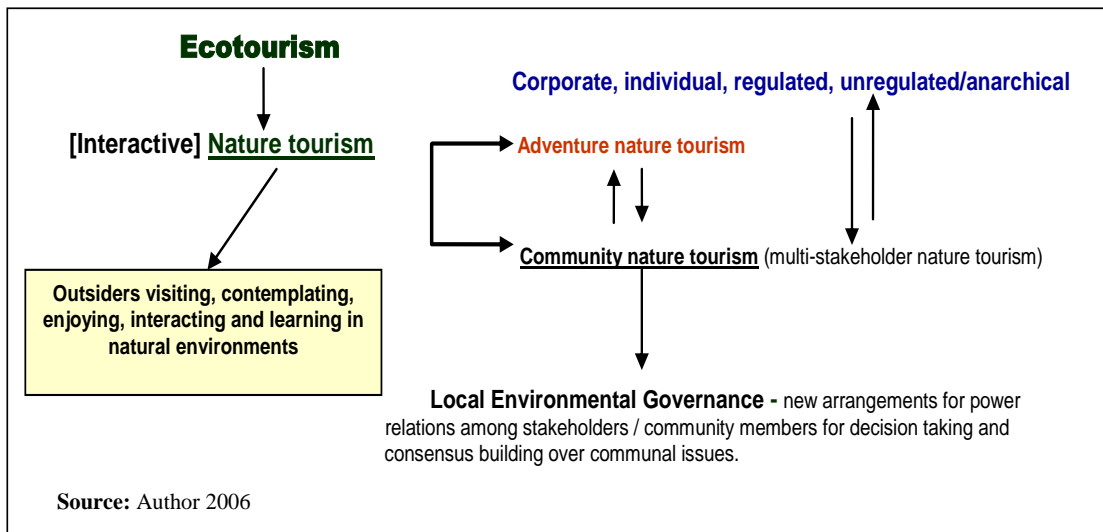 Ecotourism
[Interactive] Nature tourism
Outsiders visiting, contemplating,
enjoying, interacting and learning in
natural environments
Corporate, individual, regulated, unregulated/anarchical
Adventure nature tourism
Community nature tourism (multi-stakeholder nature tourism)
Local Environmental Governance - new arrangements for power
relations among stakeholders / community members for decision taking and
consensus building over communal issues.
Source: Author 2006